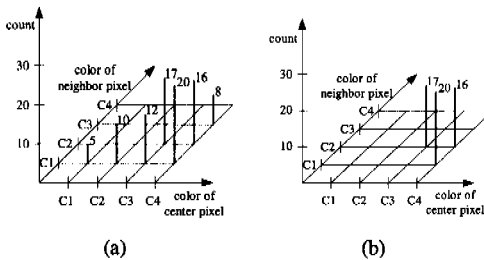 count
30
20
10
color of
neighbor pixel
C4
C3
C2
C1
5
10
12
17
20
16
8
C1 C2 C3 C4
color of
center pixel
(a)
count
30
20
10
color of
neighbor pixel
C4
C3
C2
C1
17
20
16
C1 C2 C3 C4
color of
center pixel
(b)